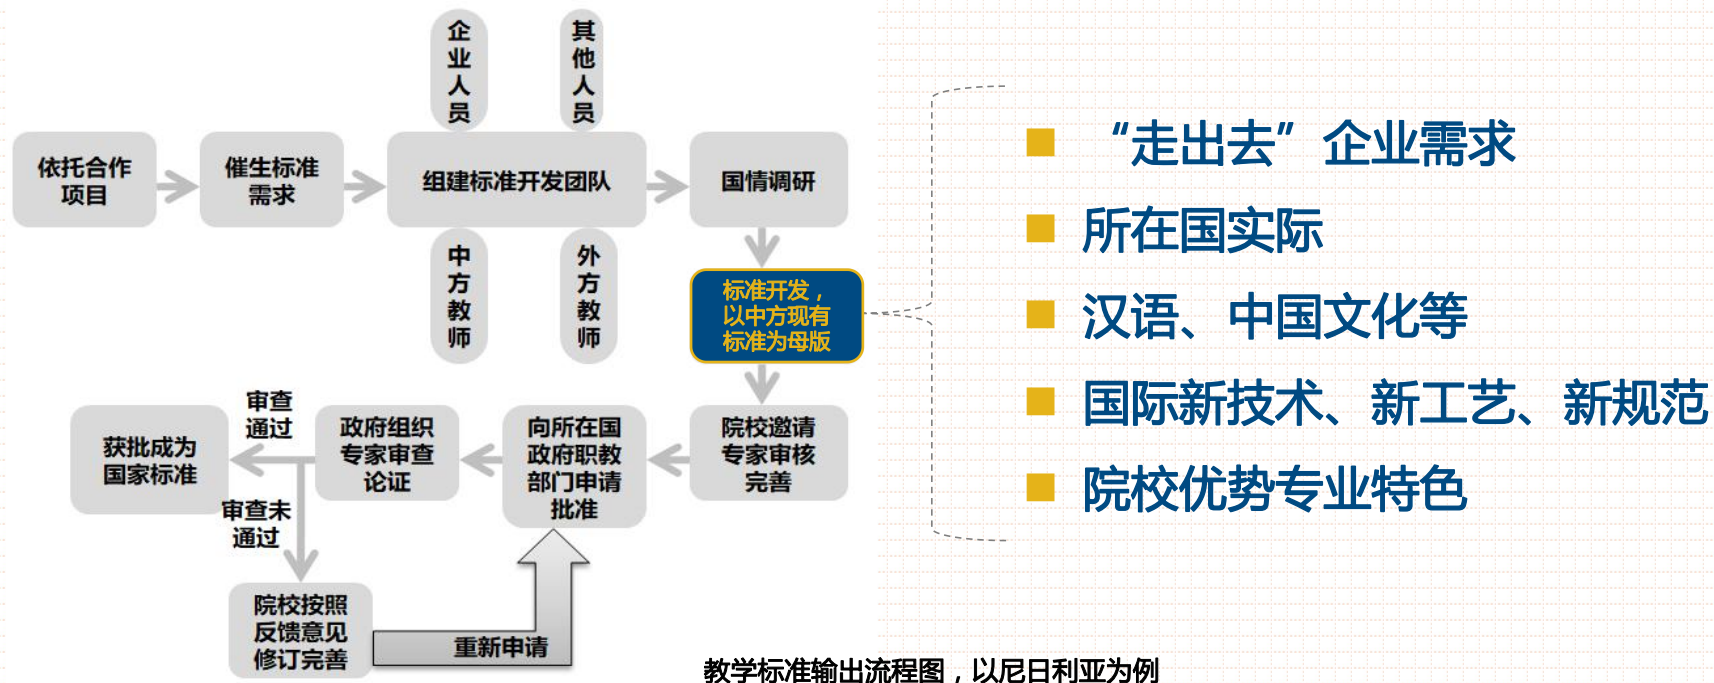 企
业
人
员
其
他
人
员
依托合作
项目
催生标准
需求
组建标准开发团队
国情调研
中
方
教
师
外
方
教
师
标准开发，
以中方现有
标准为母版
院校邀请
专家审核
完善
向所在国
政府职教
部门申请
批准
政府组织
专家审查
论证
审查
通过
获批成为
国家标准
审查未
通过
院校按照
反馈意见
修订完善
重新申请
“走出去”企业需求
所在国实际
汉语、中国文化等
国际新技术、新工艺、新规范
院校优势专业特色
教学标准输出流程图，以尼日利亚为例